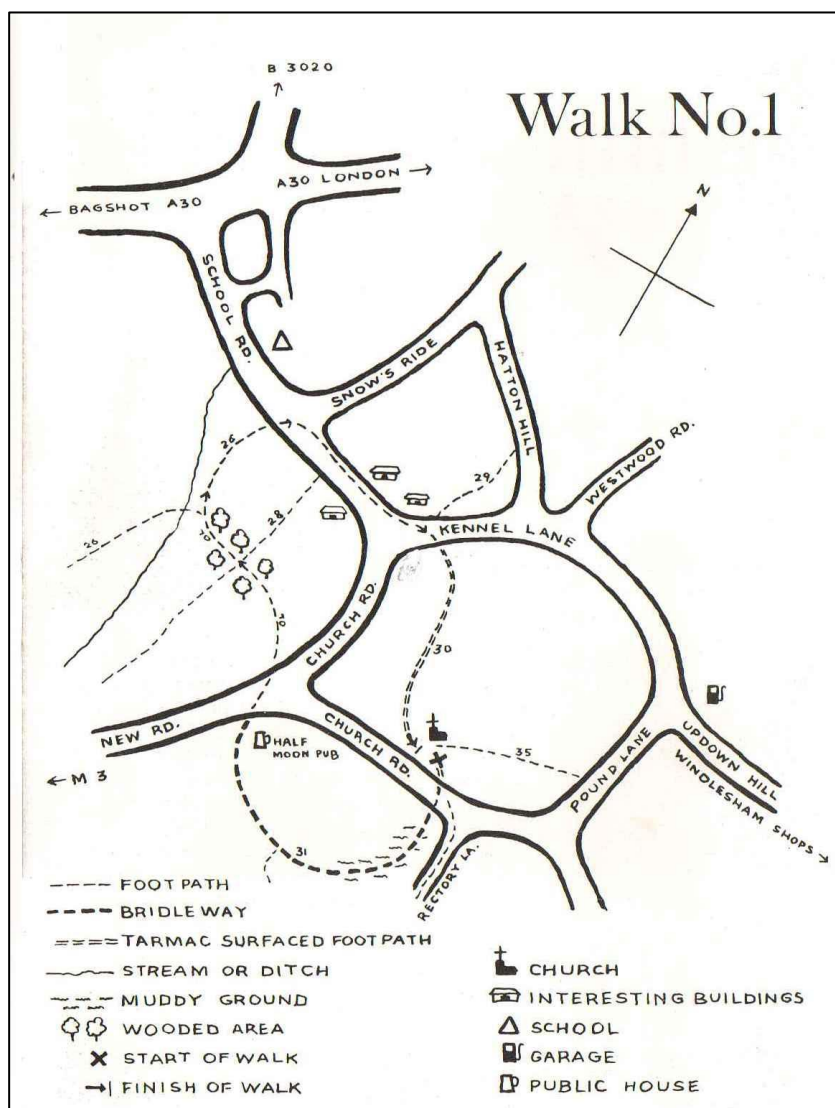 Walk No.1
B 3020
A30 LONDON
BAGSHOT A30
N
SCHOOL RD.
SNOW'S RIDE
HATTON HILL
WESTWOOD RD.
26
29
28
KENNEL LANE
26
70
70
CHURCH RD.
30
NEW RD.
HALF
MOON PUB
CHURCH RD.
35
POUND LANE
UPDOWN HILL
WINDLESHAM SHOPS
M 3
31
RECTORY LA.
FOOTPATH
BRIDLEWAY
TARMAC SURFACED FOOTPATH
STREAM OR DITCH
MUDDY GROUND
WOODED AREA
START OF WALK
FINISH OF WALK
CHURCH
INTERESTING BUILDINGS
SCHOOL
GARAGE
PUBLIC HOUSE